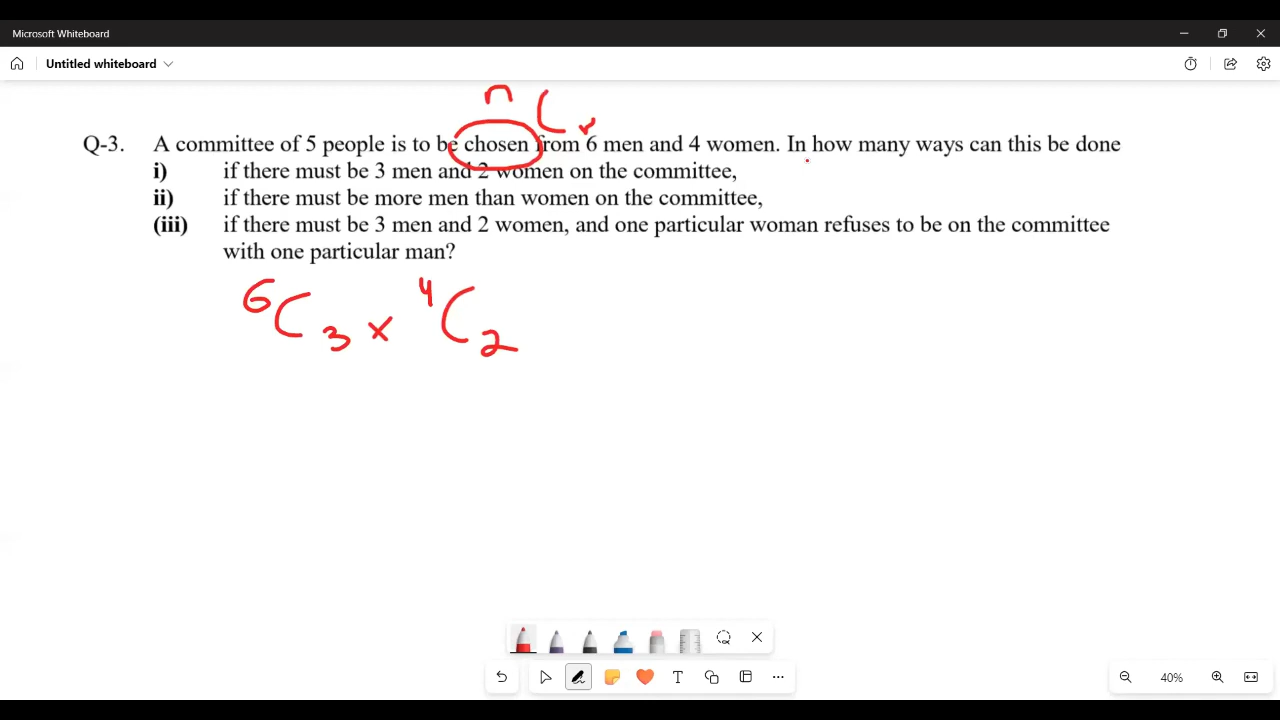 Microsoft Whiteboard
Untitled whiteboard
n C r
Q-3. A committee of 5 people is to be chosen from 6 men and 4 women. In how many ways can this be done
i) if there must be 3 men and 2 women on the committee,
ii) if there must be more men than women on the committee,
(iii) if there must be 3 men and 2 women, and one particular woman refuses to be on the committee
with one particular man?
6 C 3 × 4 C 2
T
40%